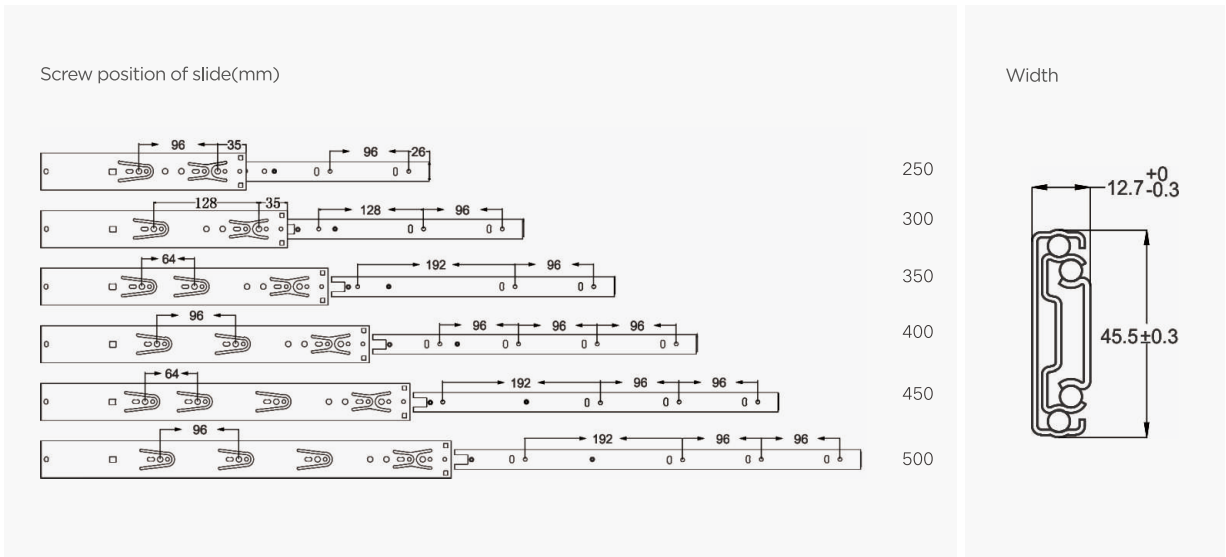 Screw position of slide(mm)
Width
96 35 96 26 250
128 35 128 96 300
64 192 96 350
96 96 96 96 400
64 192 96 96 450
96 192 96 96 500
12.7 +0 -0.3
45.5±0.3